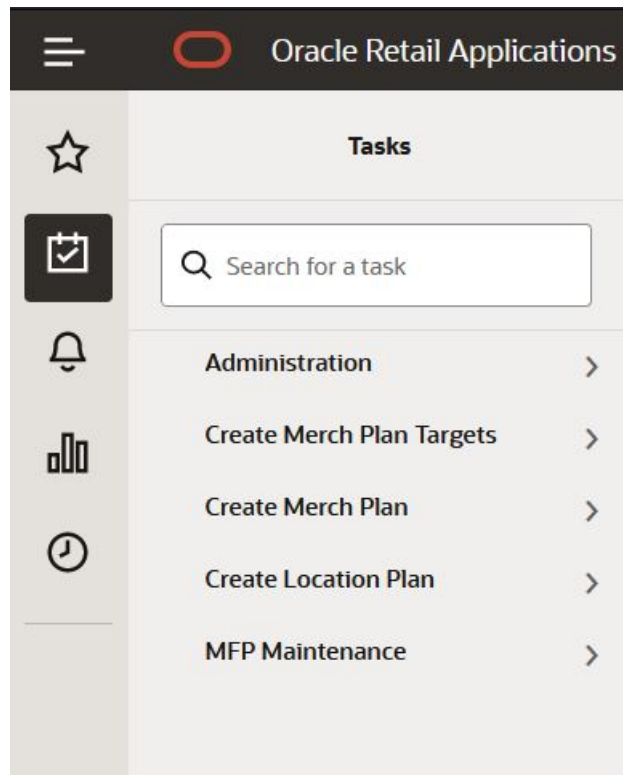 Oracle Retail Applications
Tasks
Search for a task
Administration
Create Merch Plan Targets
Create Merch Plan
Create Location Plan
MFP Maintenance